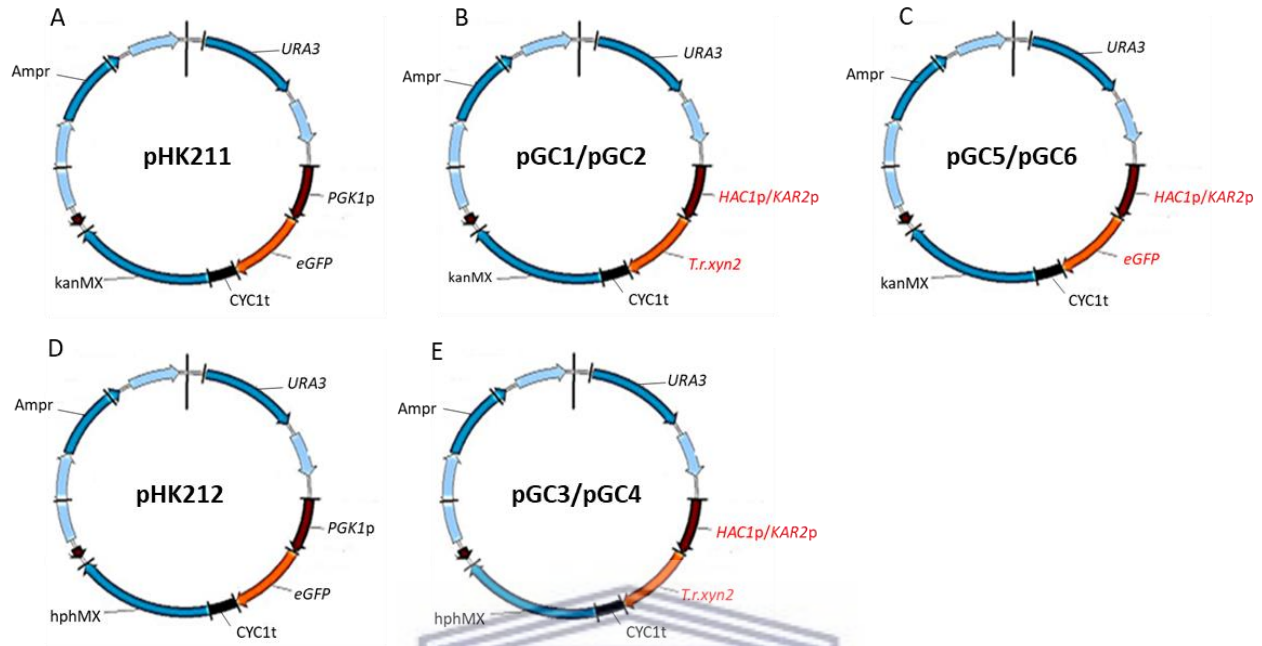 A
URA3
Ampr
pHK211
PGK1p
eGFP
kanMX
CYC1t
B
URA3
Ampr
pGC1/pGC2
HAC1p/KAR2p
T.r.xyn2
kanMX
CYC1t
C
URA3
Ampr
pGC5/pGC6
HAC1p/KAR2p
eGFP
kanMX
CYC1t
D
URA3
Ampr
pHK212
PGK1p
eGFP
hphMX
CYC1t
E
URA3
Ampr
pGC3/pGC4
HAC1p/KAR2p
T.r.xyn2
hphMX
CYC1t